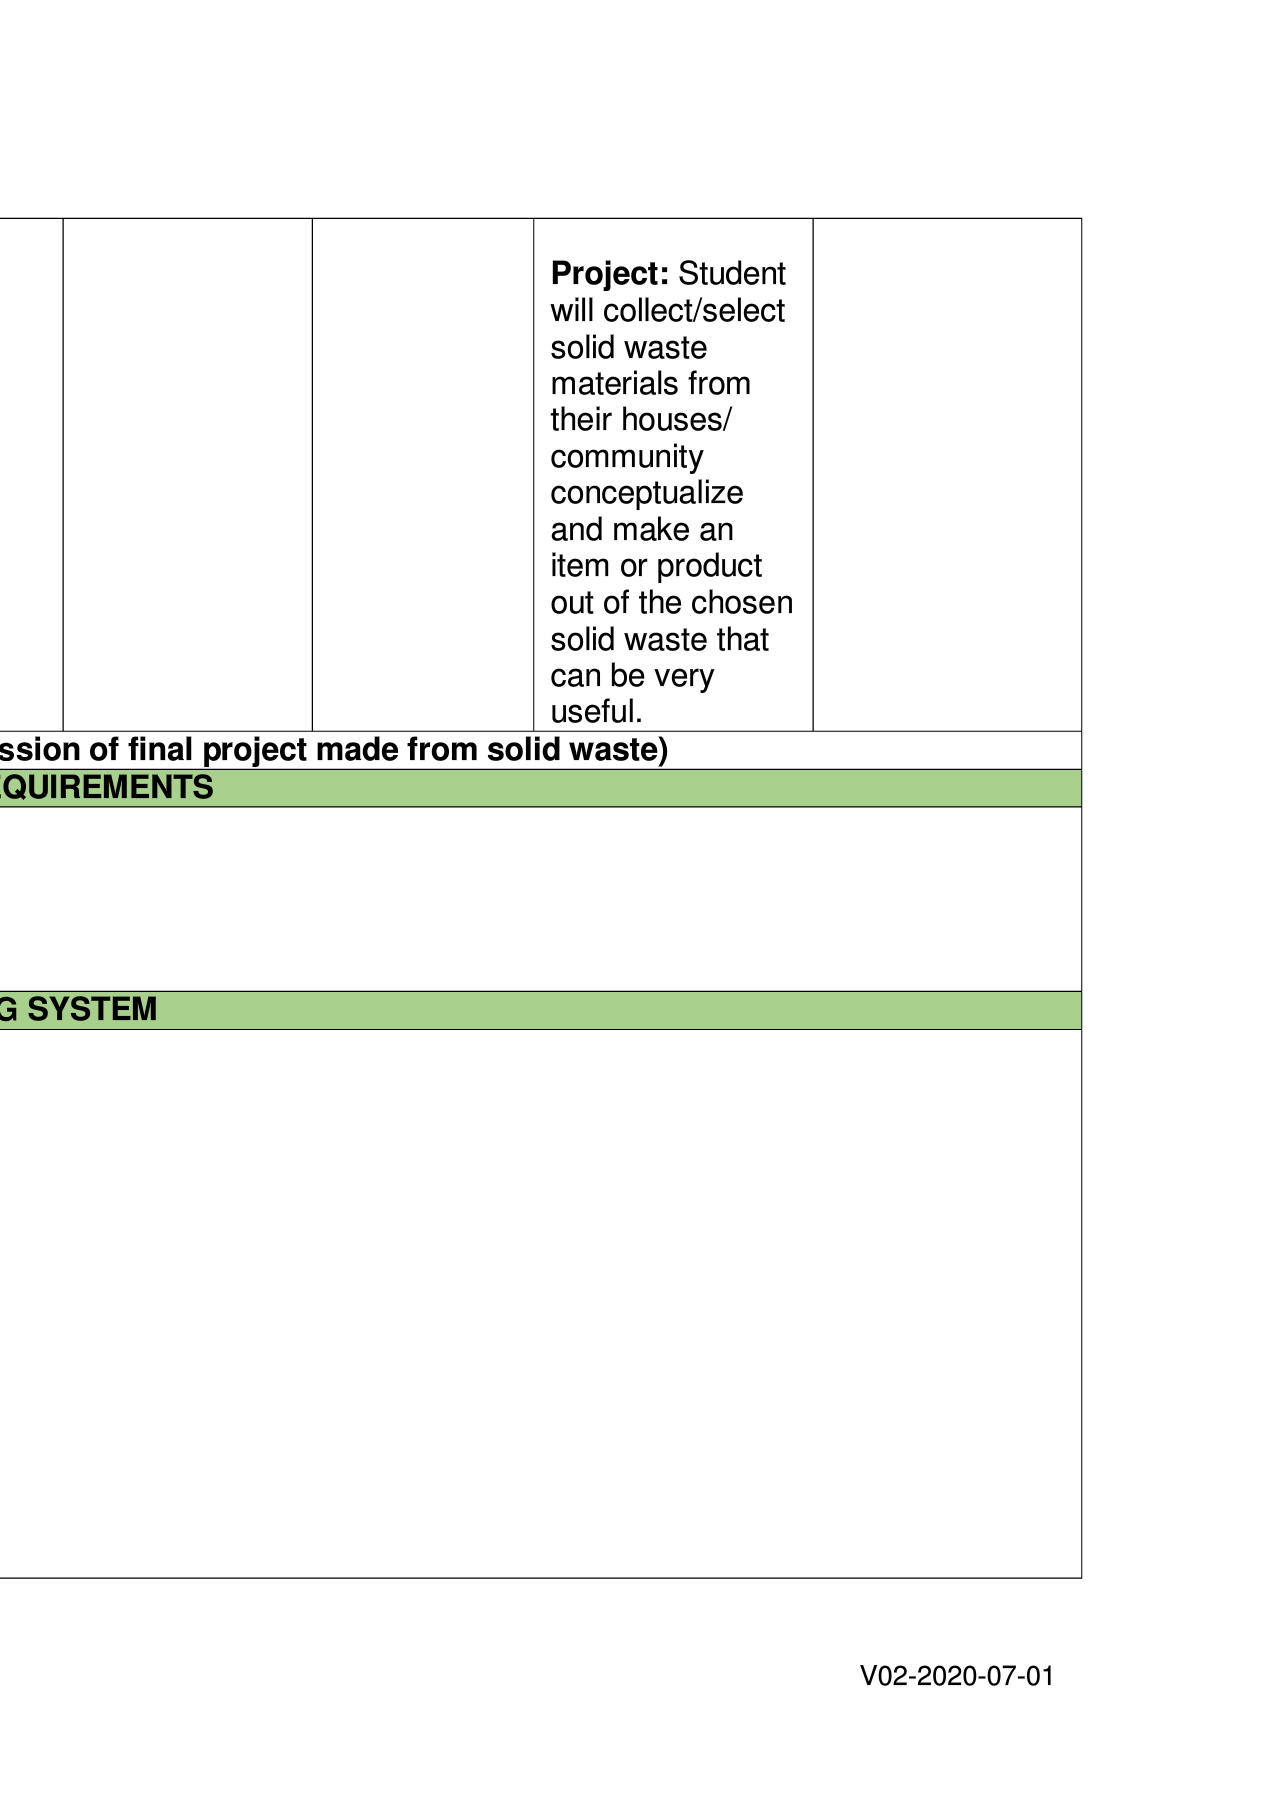 Project: Student
will collect/select
solid waste
materials from
their houses/
community
conceptualize
and make an
item or product
out of the chosen
solid waste that
can be very
useful.
ssion of final project made from solid waste)
EQUIREMENTS
G SYSTEM
V02-2020-07-01